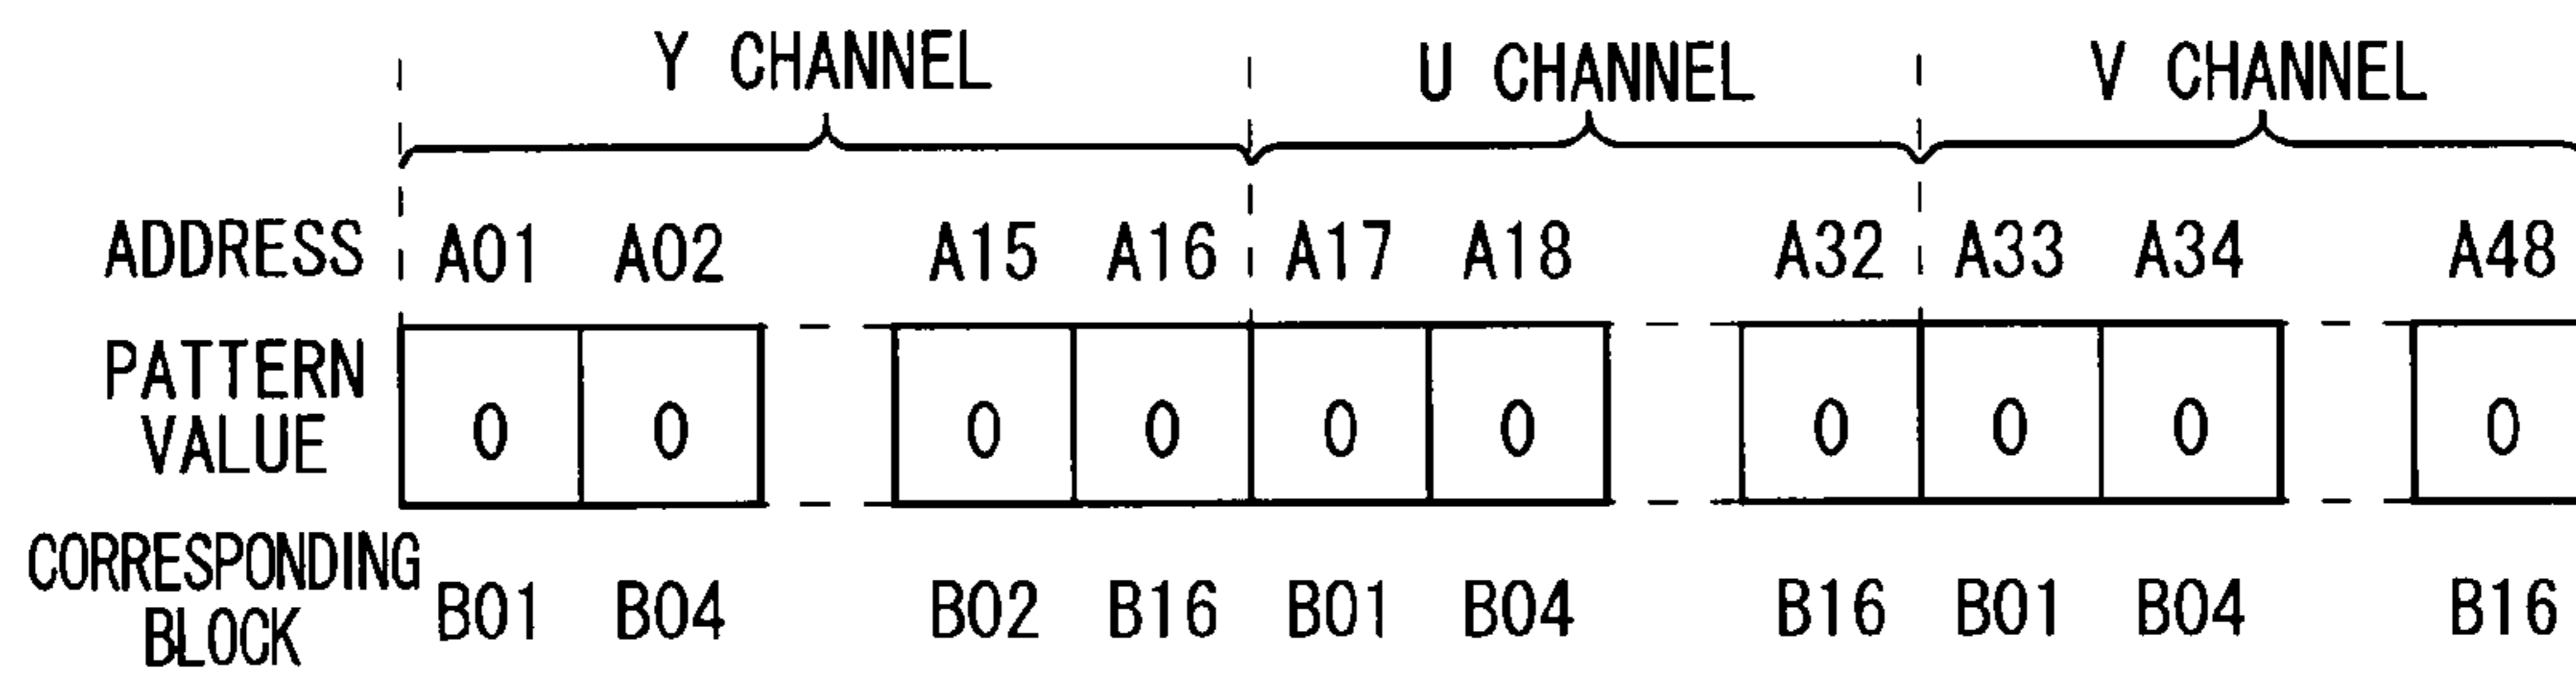 Y CHANNEL U CHANNEL V CHANNEL
ADDRESS A01 A02 A15 A16 A17 A18 A32 A33 A34 A48
PATTERN
VALUE 0 0 0 0 0 0 0 0 0 0
CORRESPONDING
BLOCK B01 B04 B02 B16 B01 B04 B16 B01 B04 B16